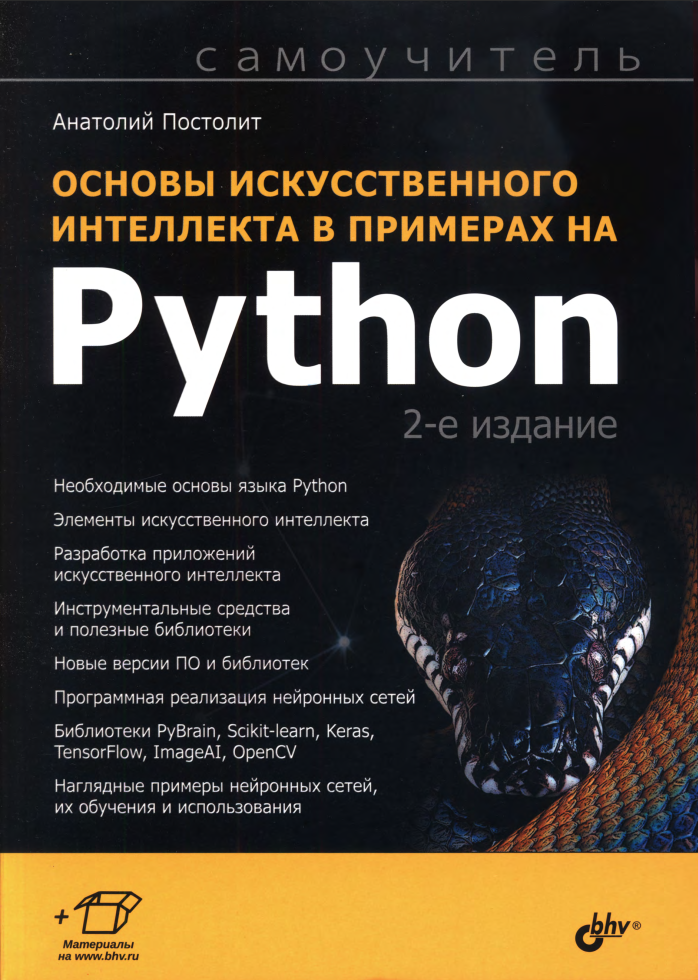 самоучитель
Анатолий Постолит
ОСНОВЫ ИСКУССТВЕННОГО
ИНТЕЛЛЕКТА В ПРИМЕРАХ НА
Python
2-е издание
Необходимые основы языка Python
Элементы искусственного интеллекта
Разработка приложений
искусственного интеллекта
Инструментальные средства
и полезные библиотеки
Новые версии ПО и библиотек
Программная реализация нейронных сетей
Библиотеки PyBrain, Scikit-learn, Keras,
TensorFlow, ImageAI, OpenCV
Наглядные примеры нейронных сетей,
их обучения и использования
+
Материалы
на www.bhv.ru
bhv®